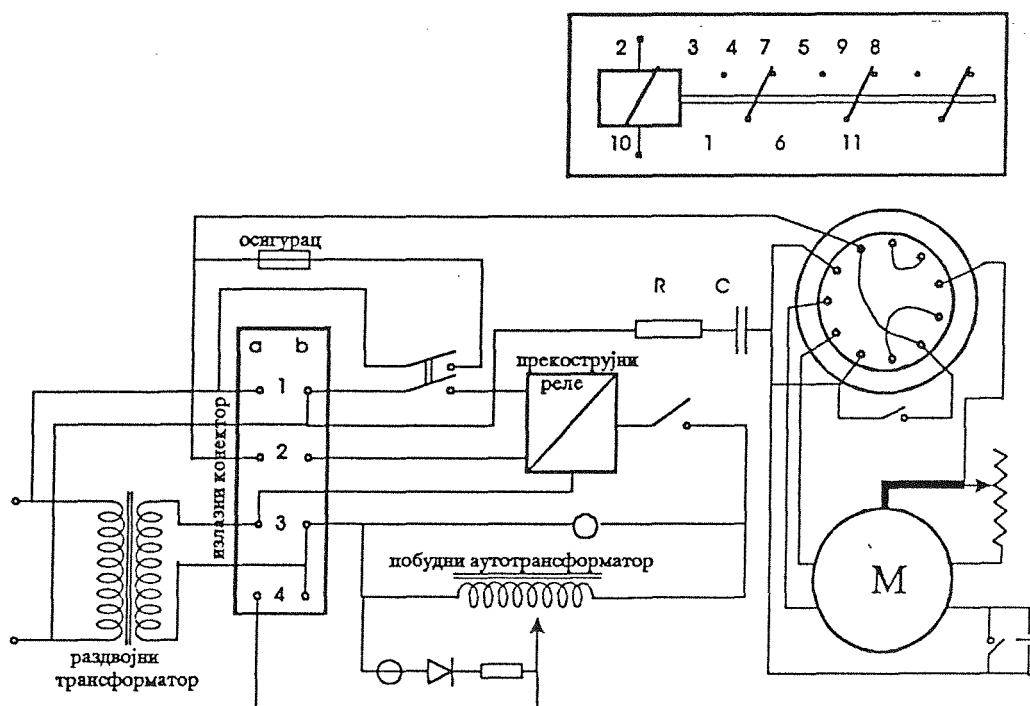 2 3 4 7 5 9 8
10 1 6 11
осигурац
R C
a b
прекострујни
реле
1
2
3
4
излазни конектор
побудни аутотрансформатор
M
раздвојни
трансформатор